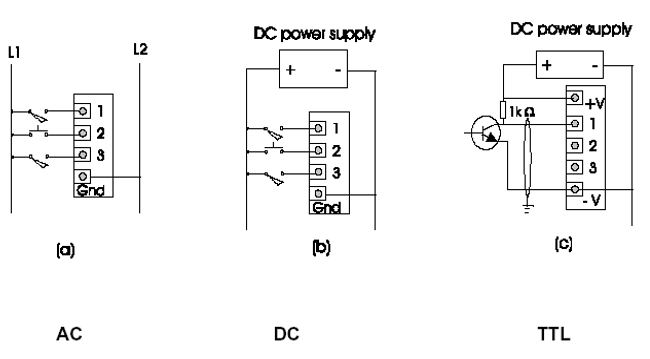 DC power supply
DC power supply
L1
L2
+ -
+ -
1
2
3
Gnd
(a)
1
2
3
Gnd
(b)
1kΩ
+V
1
2
3
-V
(c)
AC
DC
TTL